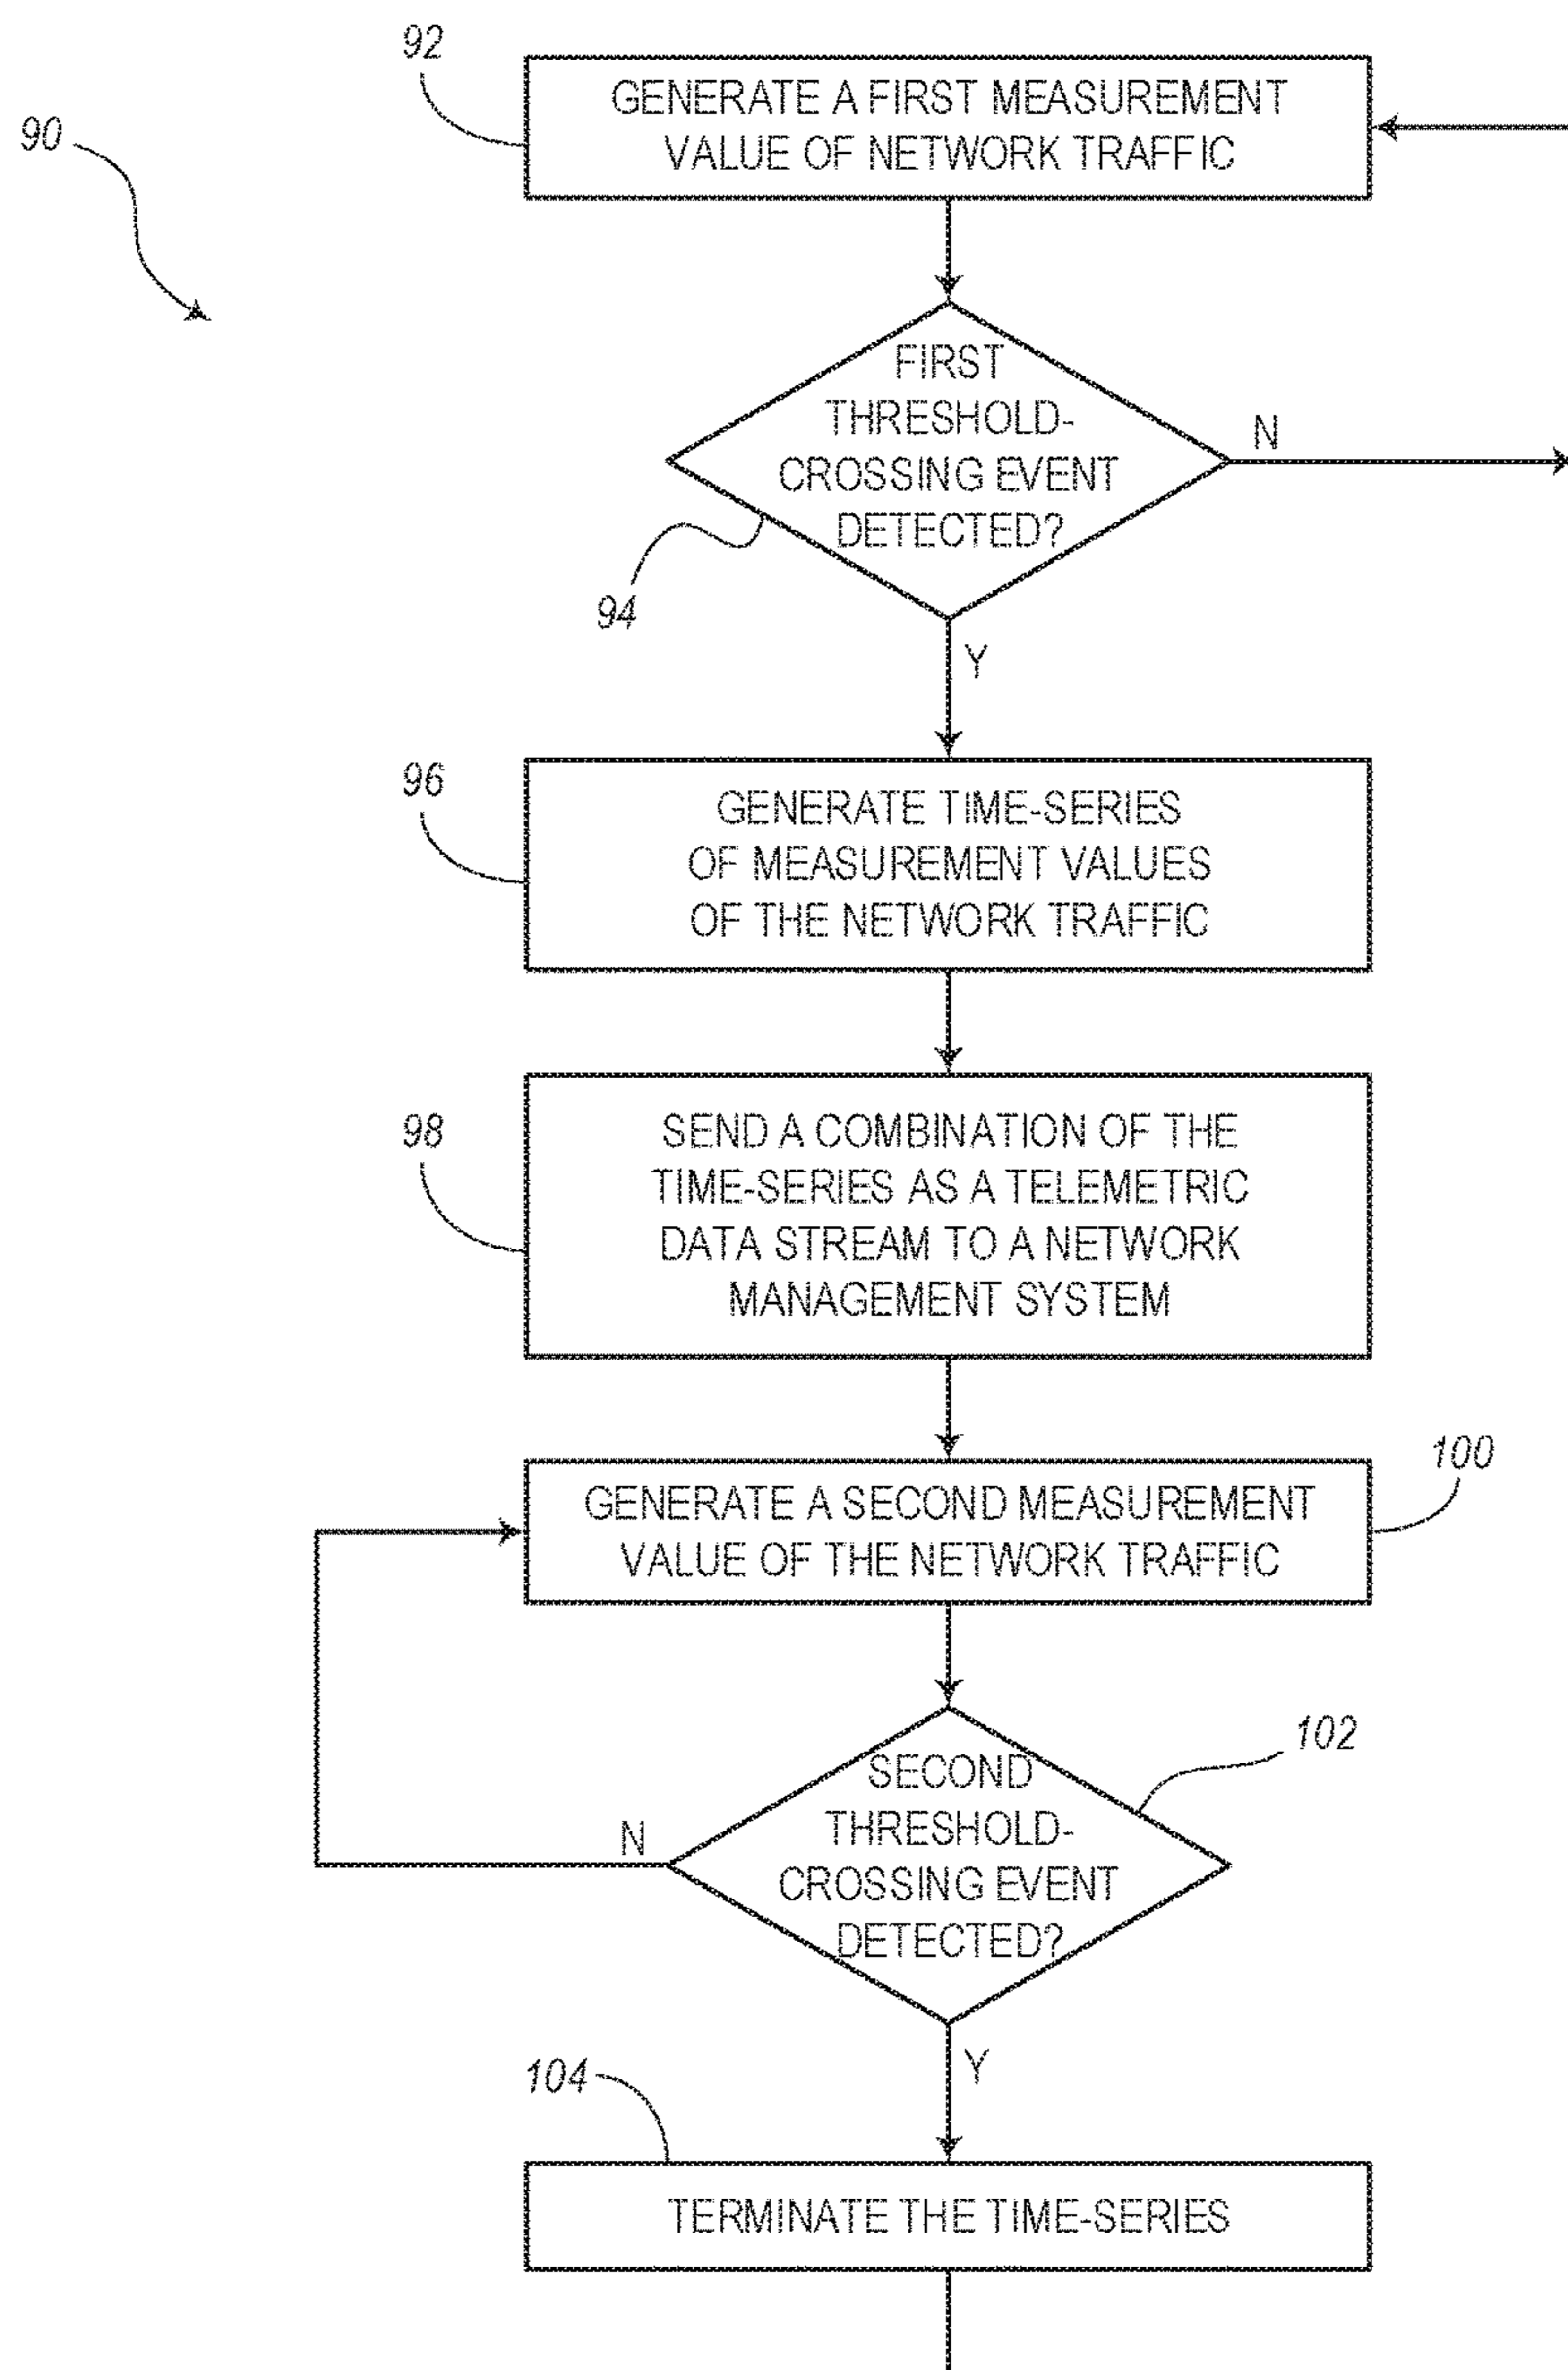 92
GENERATE A FIRST MEASUREMENT
VALUE OF NETWORK TRAFFIC
90
FIRST
THRESHOLD-
CROSSING EVENT
DETECTED?
N
94
Y
96
GENERATE TIME-SERIES
OF MEASUREMENT VALUES
OF THE NETWORK TRAFFIC
98
SEND A COMBINATION OF THE
TIME-SERIES AS A TELEMETRIC
DATA STREAM TO A NETWORK
MANAGEMENT SYSTEM
100
GENERATE A SECOND MEASUREMENT
VALUE OF THE NETWORK TRAFFIC
102
SECOND
THRESHOLD-
CROSSING EVENT
DETECTED?
N
Y
104
TERMINATE THE TIME-SERIES